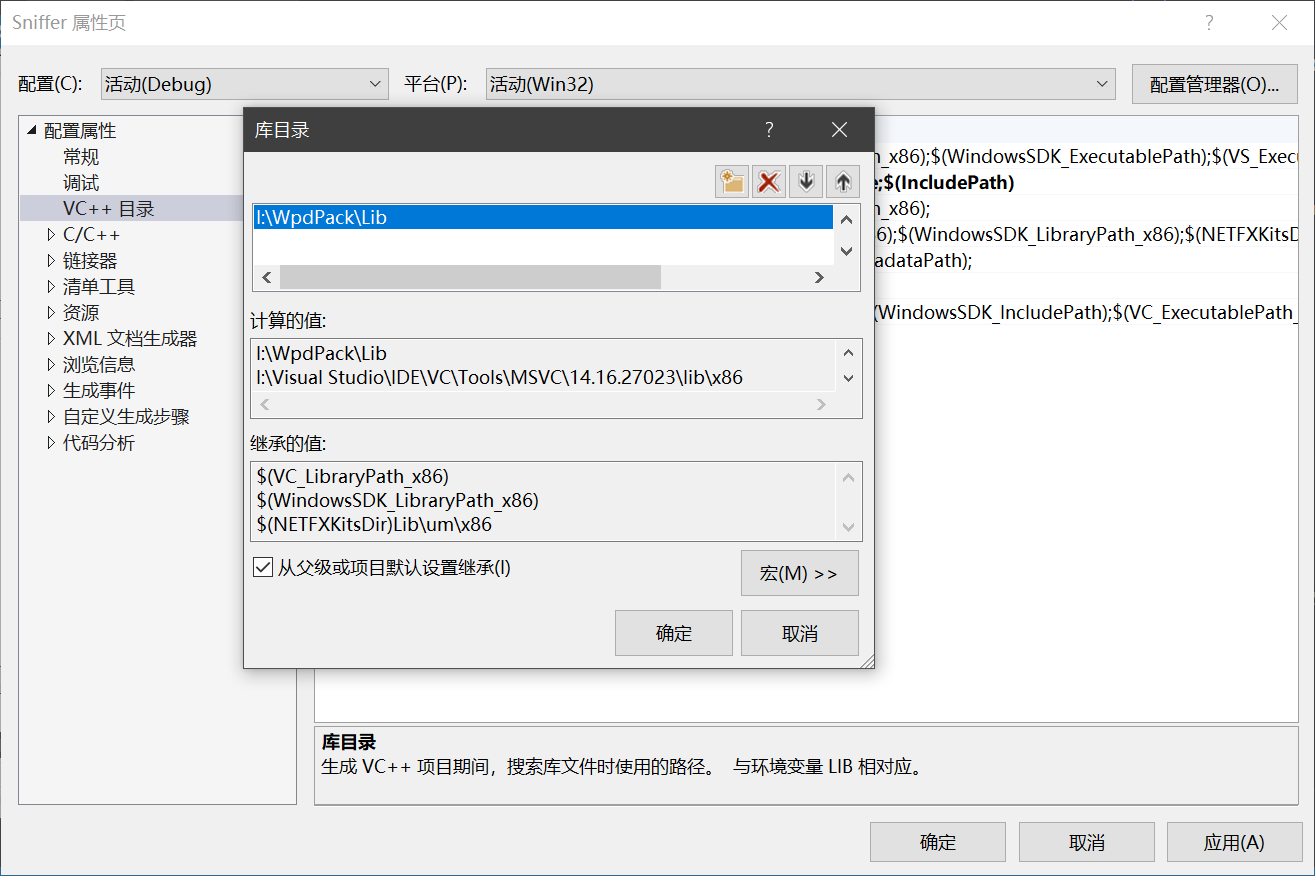 Sniffer 属性页
配置(C):
活动(Debug)
平台(P):
活动(Win32)
配置管理器(O)...
配置属性
常规
调试
VC++ 目录
C/C++
链接器
清单工具
资源
XML 文档生成器
浏览信息
生成事件
自定义生成步骤
代码分析
_x86);$(WindowsSDK_ExecutablePath);$(VS_Exec
;$(IncludePath)
_x86);
);$(WindowsSDK_LibraryPath_x86);$(NETFXKitsD
adataPath);
(WindowsSDK_IncludePath);$(VC_ExecutablePath_
库目录
I:\WpdPack\Lib
计算的值:
I:\WpdPack\Lib
I:\Visual Studio\IDE\VC\Tools\MSVC\14.16.27023\lib\x86
继承的值:
$(VC_LibraryPath_x86)
$(WindowsSDK_LibraryPath_x86)
$(NETFXKitsDir)Lib\um\x86
从父级或项目默认设置继承(I)
宏(M) >>
确定
取消
库目录
生成 VC++ 项目期间，搜索库文件时使用的路径。 与环境变量 LIB 相对应。
确定
取消
应用(A)